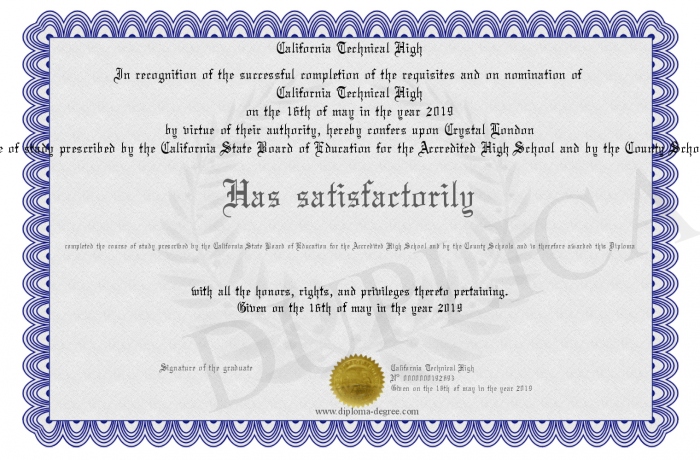 California Technical High
In recognition of the successful completion of the requisites and on nomination of
California Technical High
on the 16th of may in the year 2019
by virtue of their authority, hereby confers upon Crystal London
of study prescribed by the California State Board of Education for the Accredited High School and by the County
Has satisfactorily
completed the course of study prescribed by the California State Board of Education for the Accredited High School and by the County Schools and is therefore awarded this Diploma
with all the honors, rights, and privileges thereto pertaining.
Given on the 16th of may in the year 2019
DUPLICA
Signature of the graduate
California Technical High
Nº 0000000192893
Given on the 18th of may in the year 2019
www.diploma-degree.com